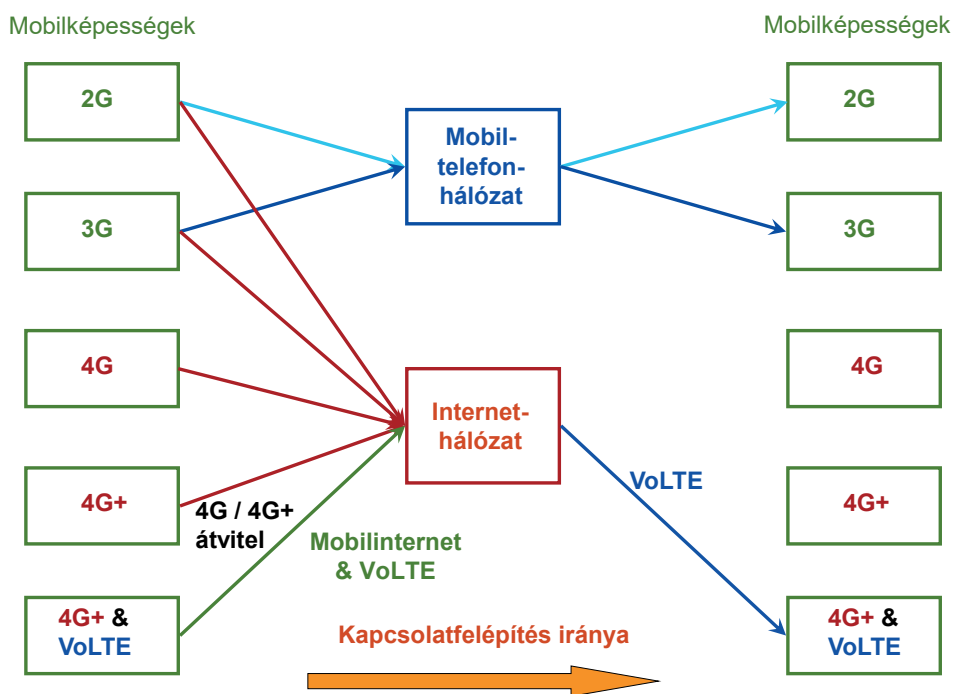 Mobilképességek
Mobilképességek
2G
Mobil-
telefon-
hálózat
2G
3G
3G
4G
Internet-
hálózat
4G
4G+
4G / 4G+
átvitel
Mobilinternet
& VoLTE
VoLTE
4G+
4G+ &
VoLTE
Kapcsolatfelépítés iránya
4G+ &
VoLTE